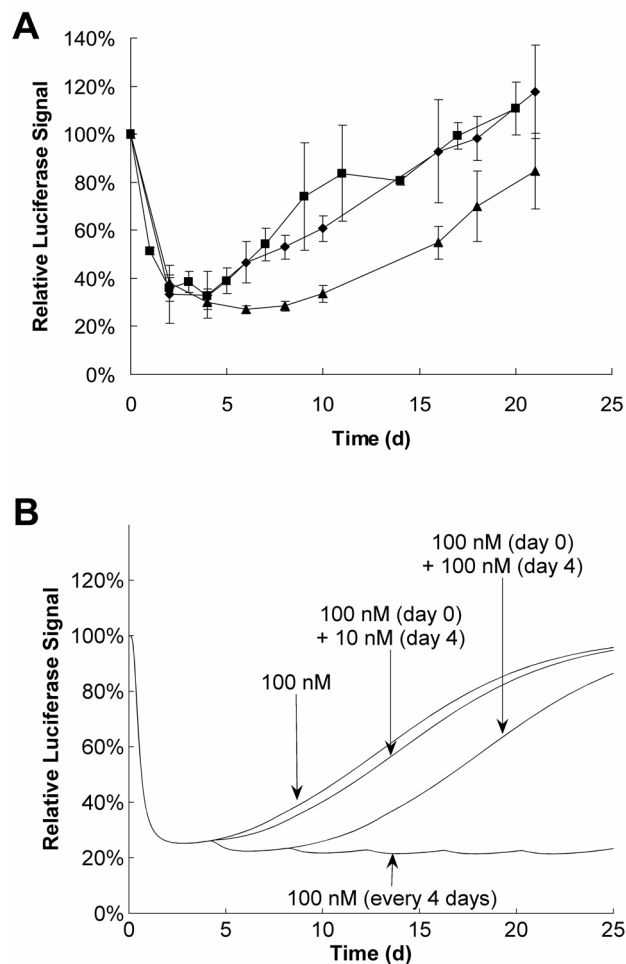 A
140%
120%
100%
80%
60%
40%
20%
0%
Relative Luciferase Signal
0 5 10 15 20 25
Time (d)
B
120%
100%
80%
60%
40%
20%
0%
Relative Luciferase Signal
100 nM (day 0)
+ 100 nM (day 4)
100 nM (day 0)
+ 10 nM (day 4)
100 nM
100 nM (every 4 days)
0 5 10 15 20 25
Time (d)